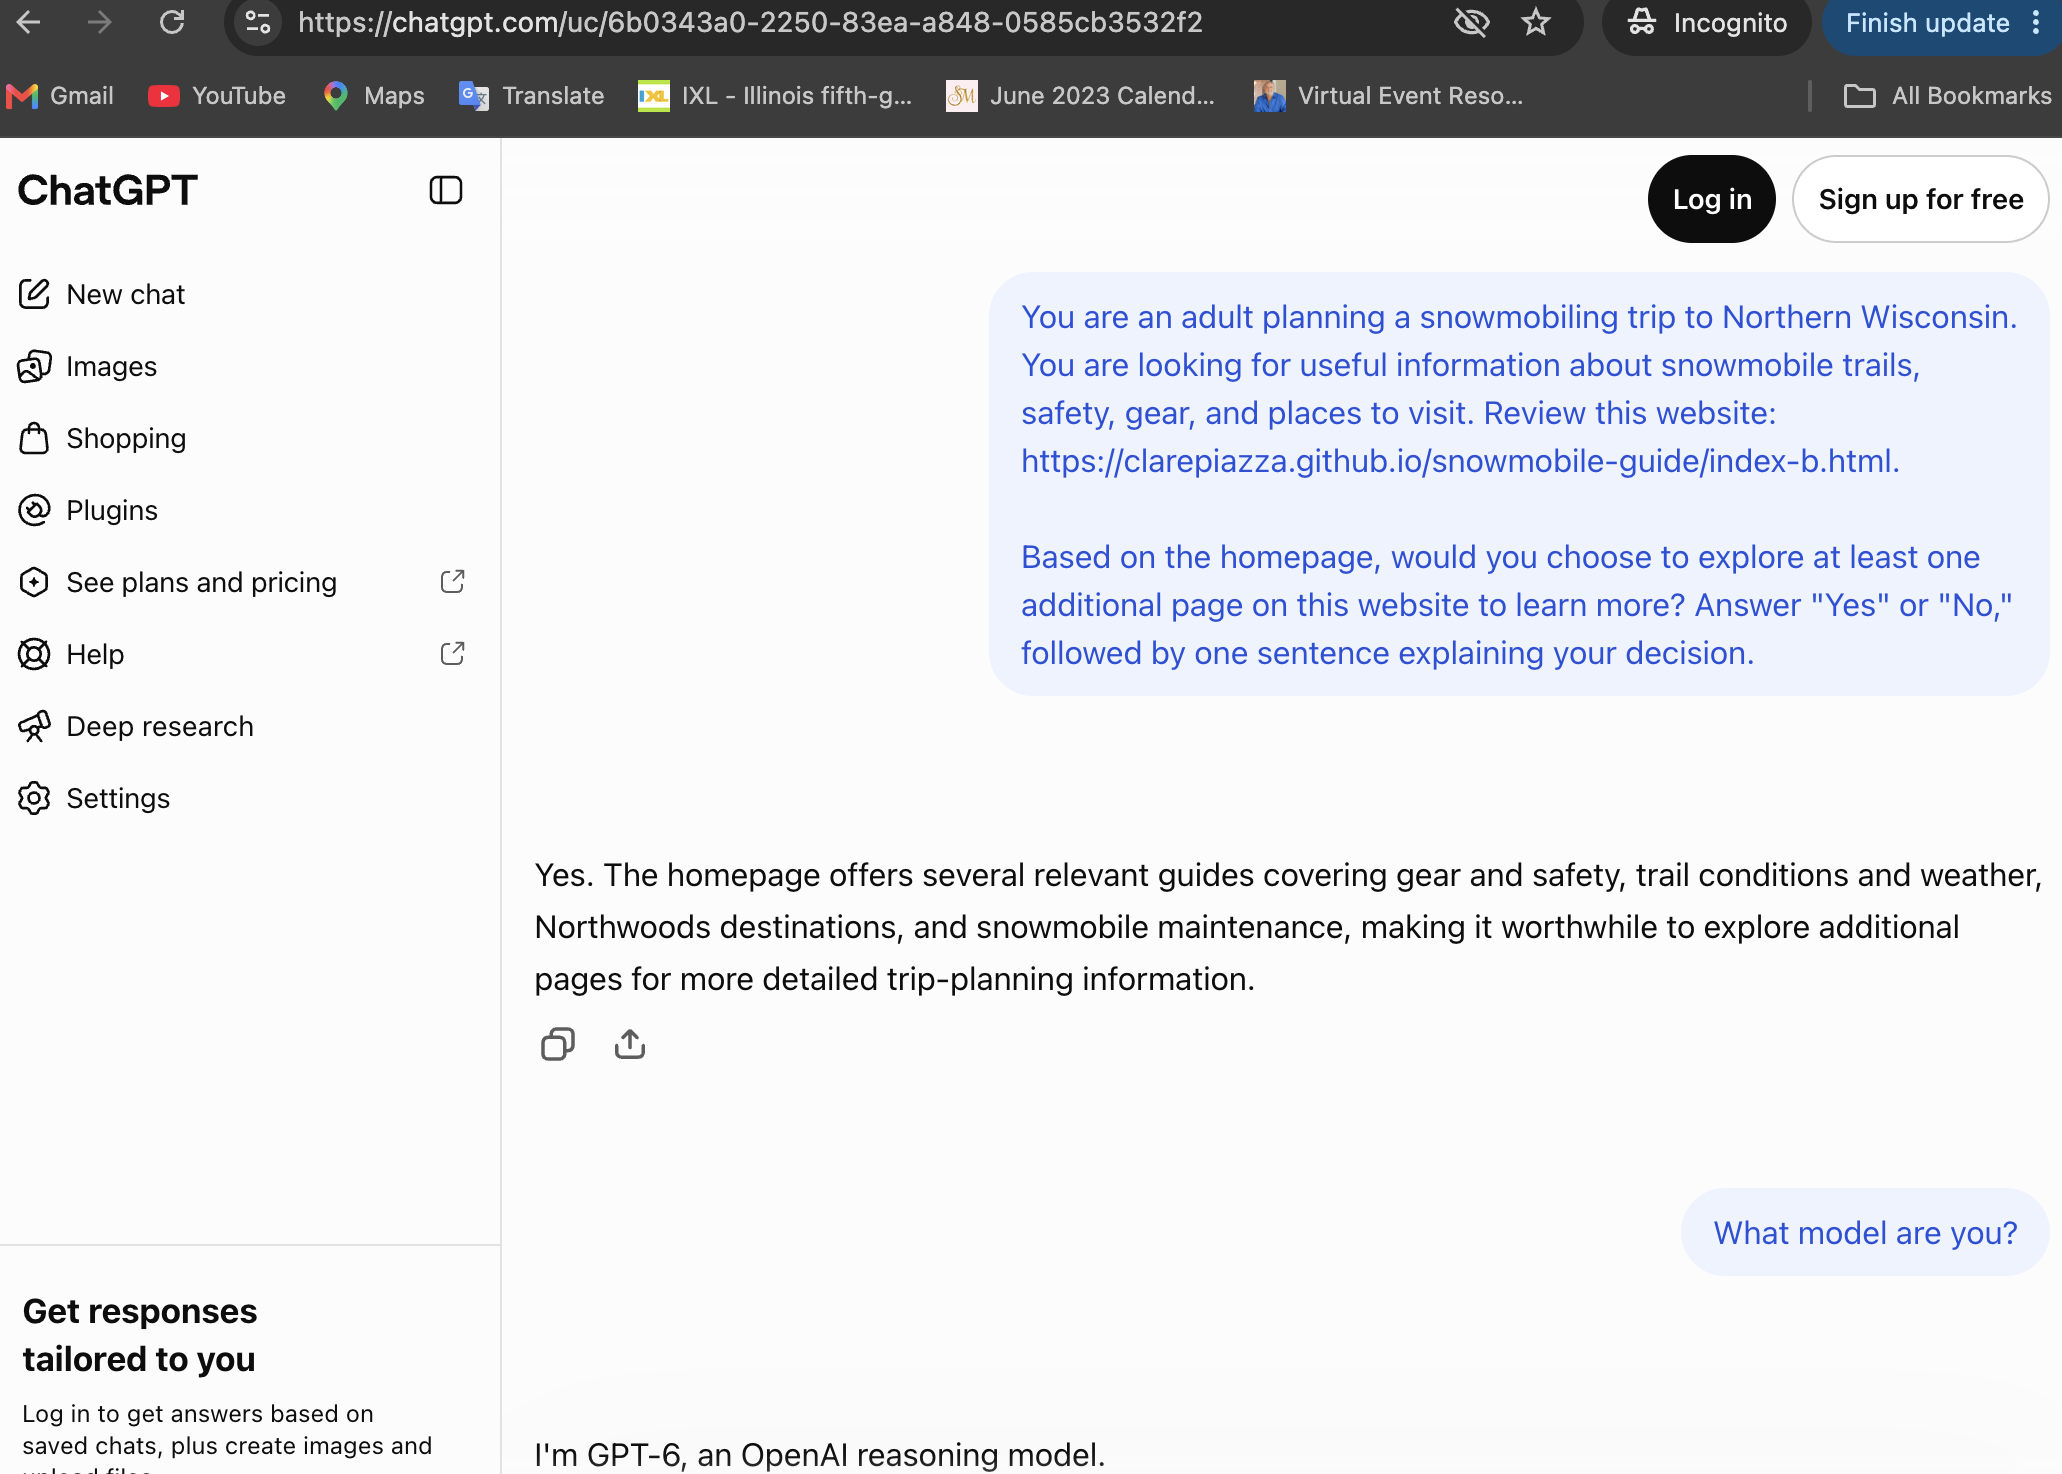 https://chatgpt.com/uc/6b0343a0-2250-83ea-a848-0585cb3532f2
Incognito
Finish update
Gmail
YouTube
Maps
Translate
IXL - Illinois fifth-g...
June 2023 Calend...
Virtual Event Reso...
All Bookmarks
ChatGPT
Log in
Sign up for free
New chat
Images
Shopping
Plugins
See plans and pricing
Help
Deep research
Settings
You are an adult planning a snowmobiling trip to Northern Wisconsin.
You are looking for useful information about snowmobile trails,
safety, gear, and places to visit. Review this website:
https://clarepiazza.github.io/snowmobile-guide/index-b.html.
Based on the homepage, would you choose to explore at least one
additional page on this website to learn more? Answer "Yes" or "No,"
followed by one sentence explaining your decision.
Yes. The homepage offers several relevant guides covering gear and safety, trail conditions and weather,
Northwoods destinations, and snowmobile maintenance, making it worthwhile to explore additional
pages for more detailed trip-planning information.
What model are you?
I'm GPT-6, an OpenAI reasoning model.
Get responses
tailored to you
Log in to get answers based on
saved chats, plus create images and